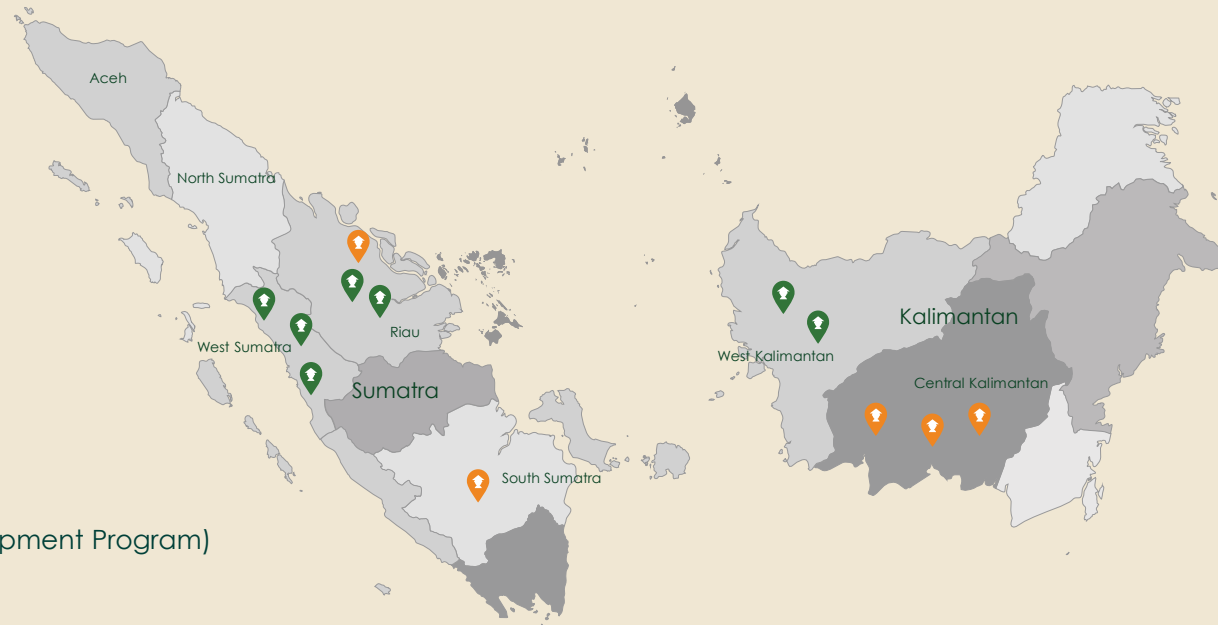 Aceh
North Sumatra
Riau
West Sumatra
Sumatra
South Sumatra
Kalimantan
West Kalimantan
Central Kalimantan
pment Program)